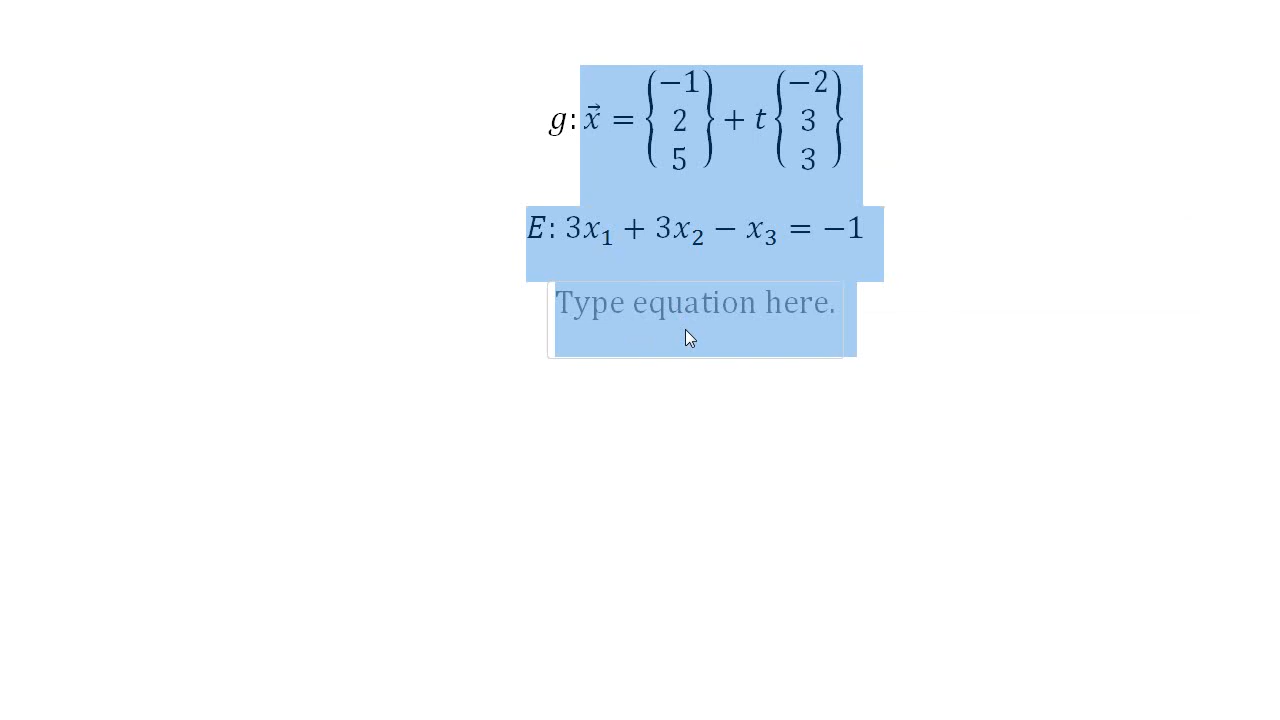 g: x⃗ = {−1 2 5} + t {−2 3 3}
E: 3x₁ + 3x₂ − x₃ = −1
Type equation here.